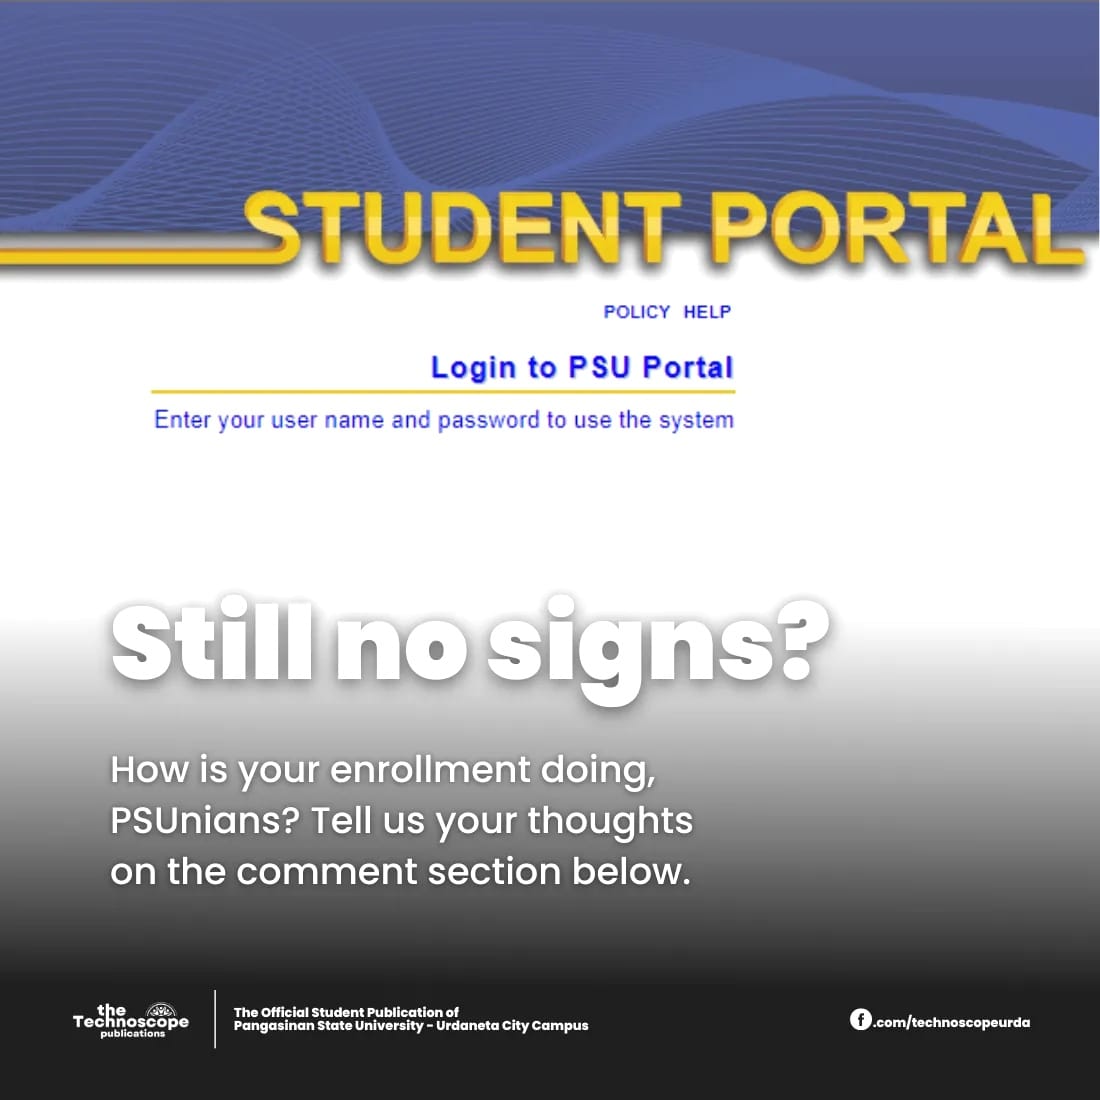 STUDENT PORTAL
POLICY HELP
Login to PSU Portal
Enter your user name and password to use the system
Still no signs?
How is your enrollment doing,
PSUnians? Tell us your thoughts
on the comment section below.
the
Technoscope
publications
The Official Student Publication of
Pangasinan State University - Urdaneta City Campus
f.com/technoscopeurda